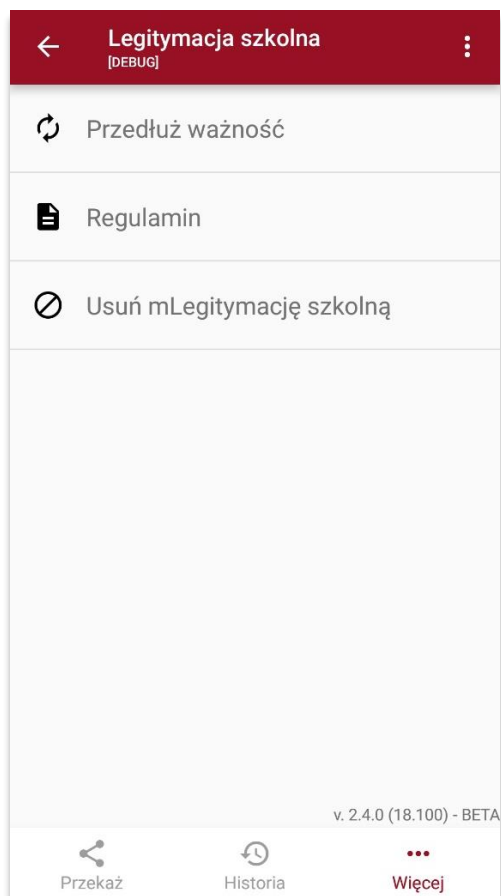 Legitymacja szkolna
[DEBUG]
Przedłuż ważność
Regulamin
Usuń mLegitymację szkolną
v. 2.4.0 (18.100) - BETA
Przekaż
Historia
Więcej